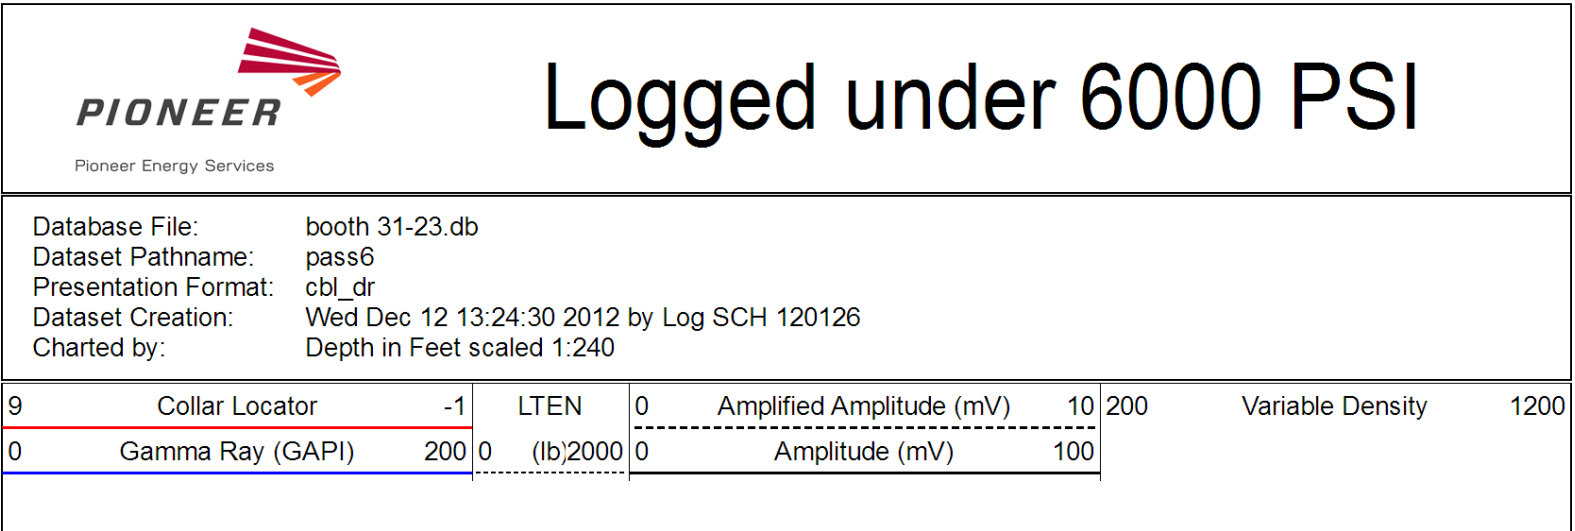 PIONEER
Pioneer Energy Services
Logged under 6000 PSI
Database File: booth 31-23.db
Dataset Pathname: pass6
Presentation Format: cbl_dr
Dataset Creation: Wed Dec 12 13:24:30 2012 by Log SCH 120126
Charted by: Depth in Feet scaled 1:240
9 Collar Locator -1 LTEN 0 Amplified Amplitude (mV) 10 200 Variable Density 1200
0 Gamma Ray (GAPI) 200 0 (lb)2000 0 Amplitude (mV) 100